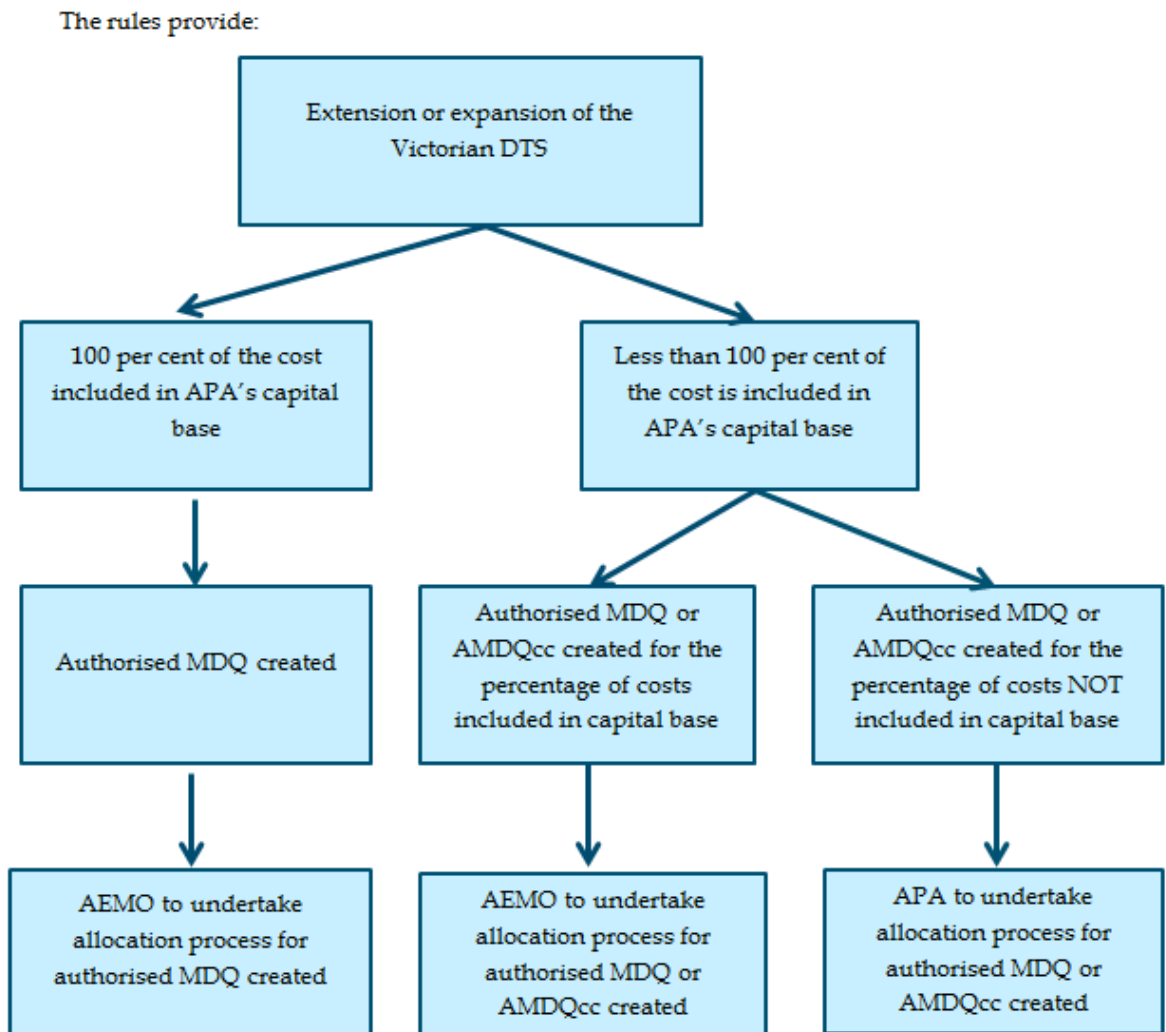 The rules provide:
Extension or expansion of the
Victorian DTS
100 per cent of the cost
included in APA's capital
base
Less than 100 per cent of
the cost is included in
APA's capital base
Authorised MDQ created
Authorised MDQ or
AMDQcc created for the
percentage of costs
included in capital base
Authorised MDQ or
AMDQcc created for the
percentage of costs NOT
included in capital base
AEMO to undertake
allocation process for
authorised MDQ created
AEMO to undertake
allocation process for
authorised MDQ or
AMDQcc created
APA to undertake
allocation process for
authorised MDQ or
AMDQcc created